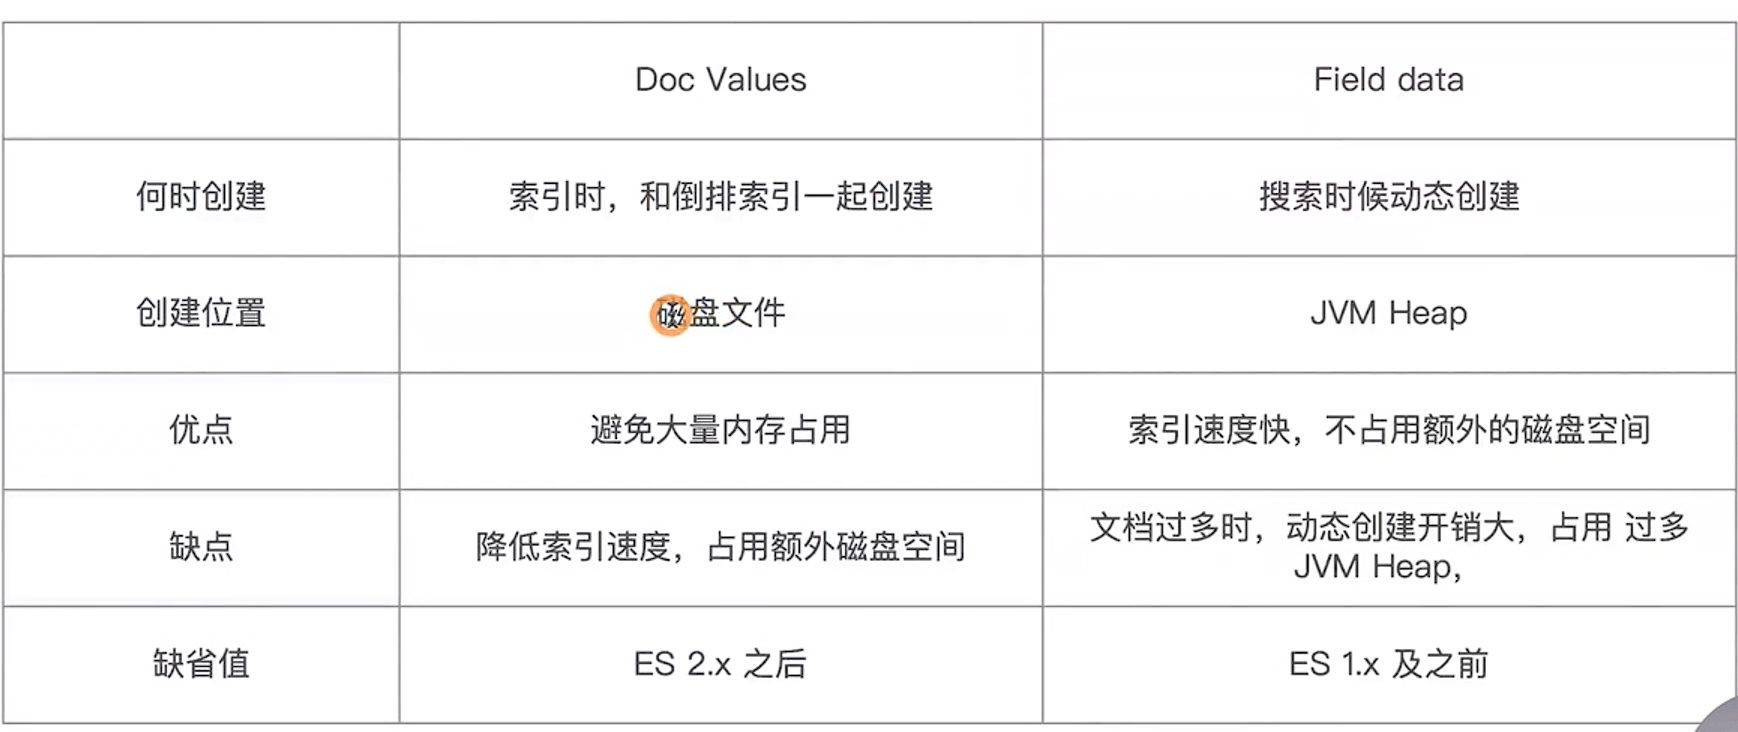 Doc Values
Field data
何时创建
索引时，和倒排索引一起创建
搜索时候动态创建
创建位置
磁盘文件
JVM Heap
优点
避免大量内存占用
索引速度快，不占用额外的磁盘空间
缺点
降低索引速度，占用额外磁盘空间
文档过多时，动态创建开销大，占用 过多
JVM Heap，
缺省值
ES 2.x 之后
ES 1.x 及之前